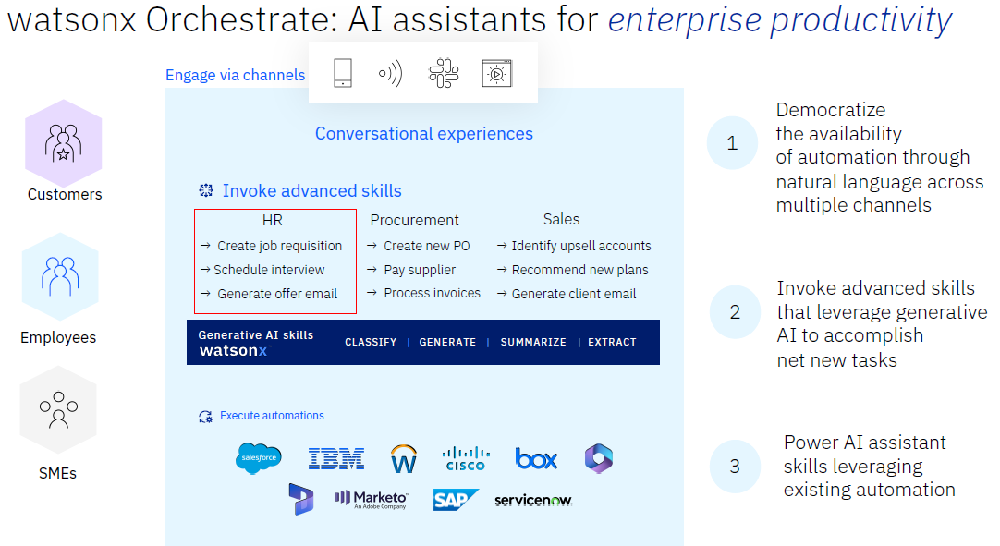 watsonx Orchestrate: AI assistants for enterprise productivity
Engage via channels
Customers
Employees
SMEs
Conversational experiences
Invoke advanced skills
HR
→ Create job requisition
→ Schedule interview
→ Generate offer email
Procurement
→ Create new PO
→ Pay supplier
→ Process invoices
Sales
→ Identify upsell accounts
→ Recommend new plans
→ Generate client email
Generative AI skills
watsonx
CLASSIFY | GENERATE | SUMMARIZE | EXTRACT
Execute automations
salesforce
IBM
cisco
box
Marketo™
An Adobe Company
SAP
servicenow
1
Democratize
the availability
of automation through
natural language across
multiple channels
2
Invoke advanced skills
that leverage generative
AI to accomplish
net new tasks
3
Power AI assistant
skills leveraging
existing automation